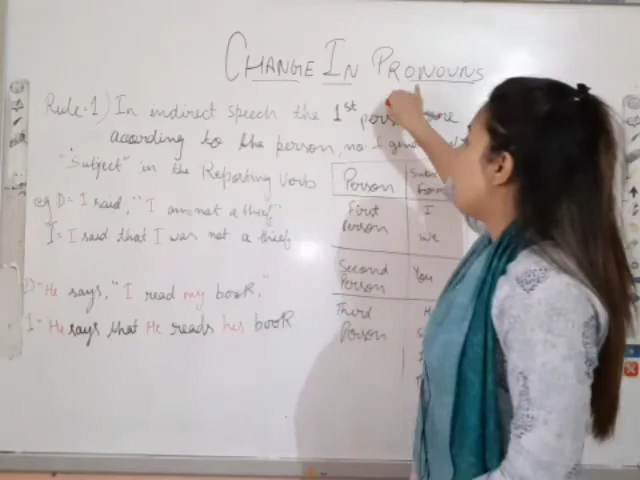 CHANGE IN PRONOUNS
Rule-1) In indirect speech the 1st
according to the person, no
"Subject" in the Reporting Verb
eg D= I said, "I am not a thief"
I= I said that I was not a thief
D= He says, "I read my book."
I= He says that He reads his book
Person
First Person I
We
Second Person You
Third Person